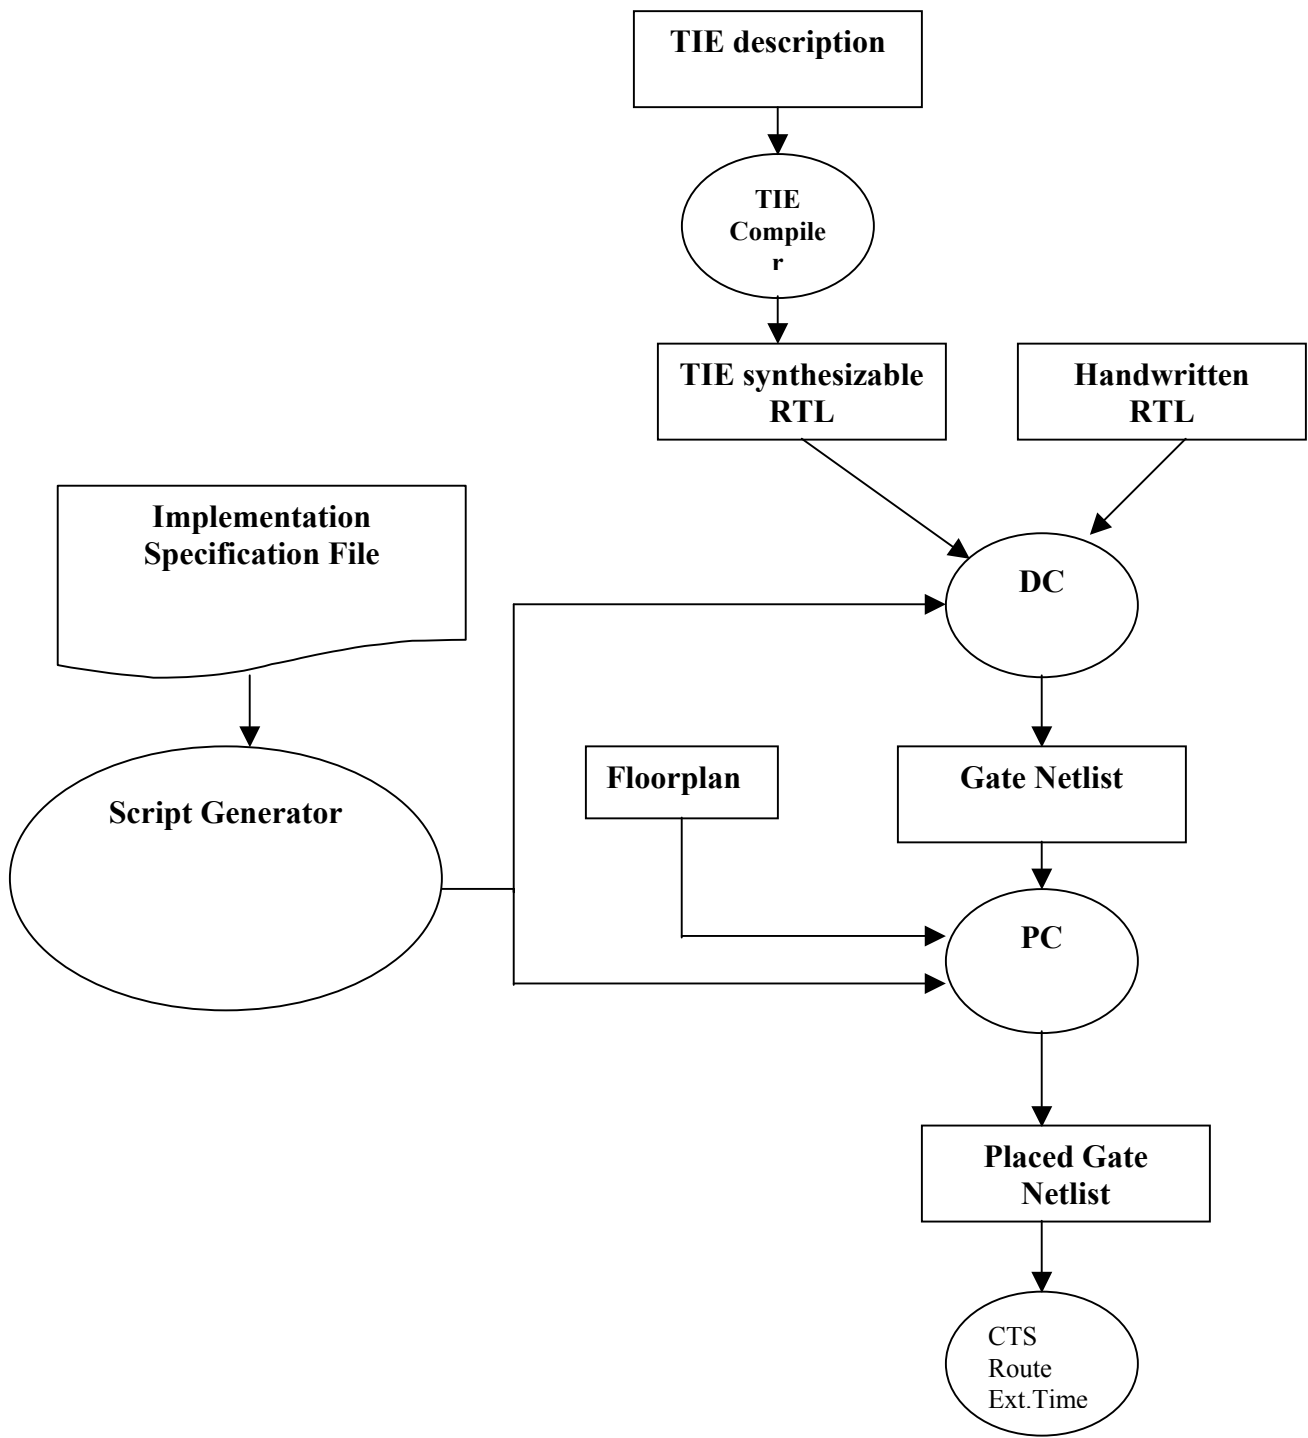 TIE description
TIE
Compile
r
TIE synthesizable
RTL
Handwritten
RTL
Implementation
Specification File
DC
Floorplan
Gate Netlist
Script Generator
PC
Placed Gate
Netlist
CTS
Route
Ext.Time